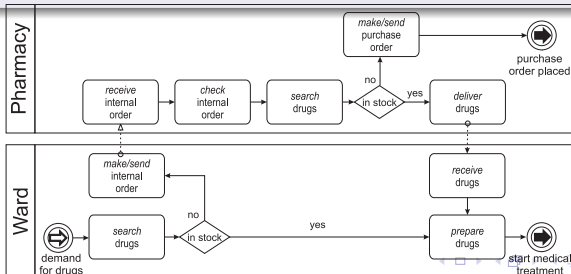 Pharmacy
make/send
purchase
order
purchase
order placed
receive
internal
order
check
internal
order
search
drugs
in stock
no
yes
deliver
drugs
Ward
make/send
internal
order
receive
drugs
demand
for drugs
search
drugs
in stock
no
yes
prepare
drugs
start medical
treatment